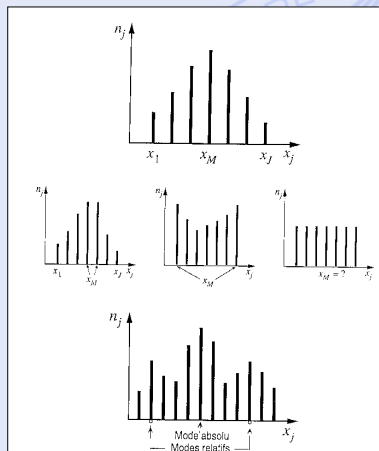 n_j
x_1 x_M x_J x_j
n_j n_j n_j
x_1 x_M x_J x_j
x_M x_j
x_M = ? x_j
n_j
x_j
Mode absolu
Modes relatifs